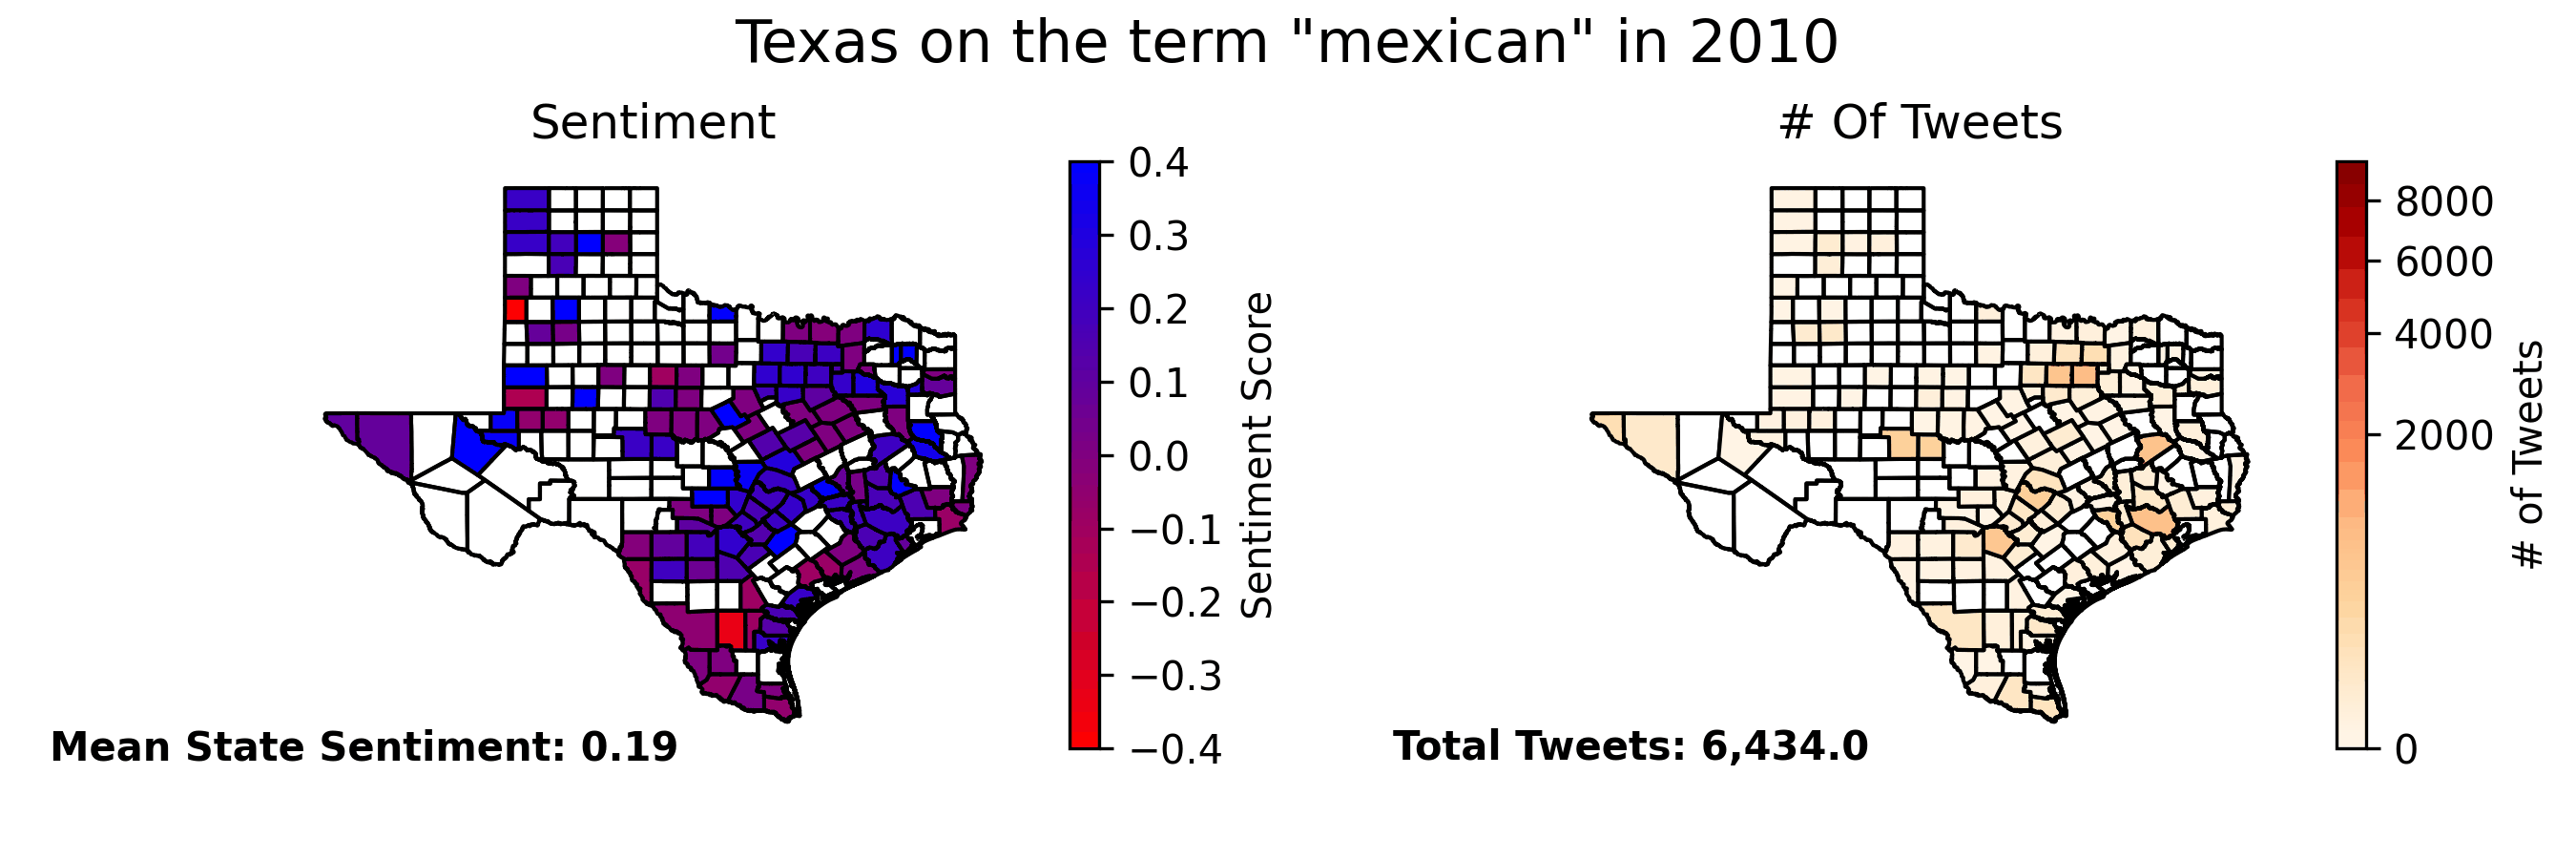 Texas on the term "mexican" in 2010
Sentiment
0.4
0.3
0.2
0.1
0.0
−0.1
−0.2
−0.3
−0.4
Sentiment Score
Mean State Sentiment: 0.19
# Of Tweets
8000
6000
4000
2000
0
# of Tweets
Total Tweets: 6,434.0